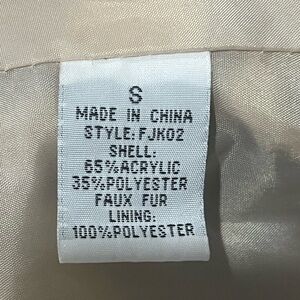 S
MADE IN CHINA
STYLE:FJK02
SHELL:
65%ACRYLIC
35%POLYESTER
FAUX FUR
LINING:
100%POLYESTER